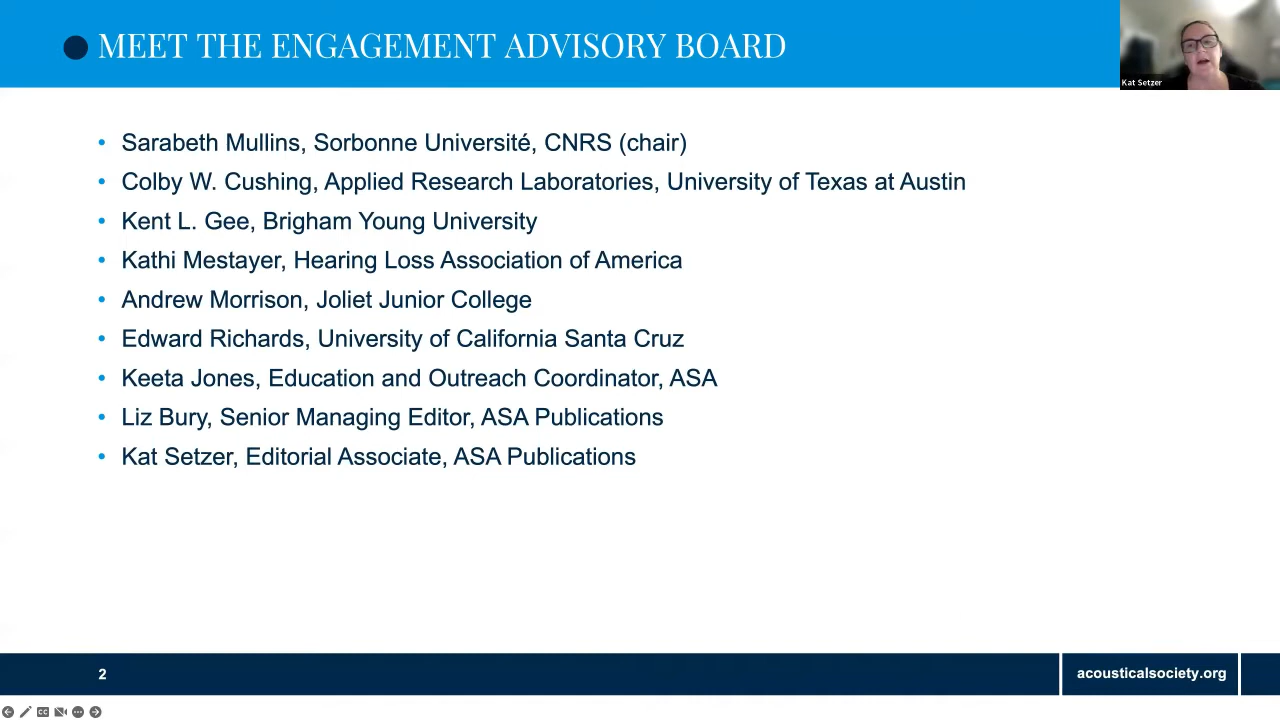 MEET THE ENGAGEMENT ADVISORY BOARD
Kat Setzer
• Sarabeth Mullins, Sorbonne Université, CNRS (chair)
• Colby W. Cushing, Applied Research Laboratories, University of Texas at Austin
• Kent L. Gee, Brigham Young University
• Kathi Mestayer, Hearing Loss Association of America
• Andrew Morrison, Joliet Junior College
• Edward Richards, University of California Santa Cruz
• Keeta Jones, Education and Outreach Coordinator, ASA
• Liz Bury, Senior Managing Editor, ASA Publications
• Kat Setzer, Editorial Associate, ASA Publications
2
acousticalsociety.org
CC